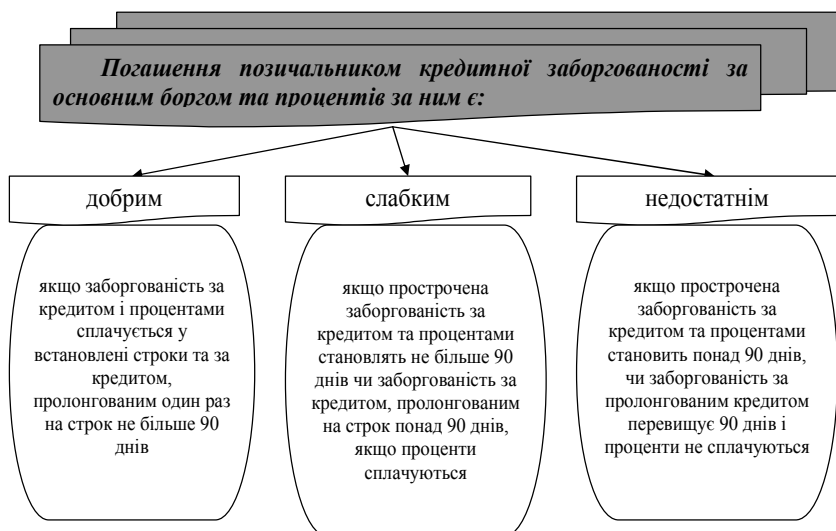 Погашення позичальником кредитної заборгованості за
основним боргом та процентів за ним є:
добрим
слабким
недостатнім
якщо заборгованість за
кредитом і процентами
сплачується у
встановлені строки та за
кредитом,
пролонгованим один раз
на строк не більше 90
днів
якщо прострочена
заборгованість за
кредитом та процентами
становлять не більше 90
днів чи заборгованість за
кредитом, пролонгованим
на строк понад 90 днів,
якщо проценти
сплачуються
якщо прострочена
заборгованість за
кредитом та процентами
становить понад 90 днів,
чи заборгованість за
пролонгованим кредитом
перевищує 90 днів і
проценти не сплачуються